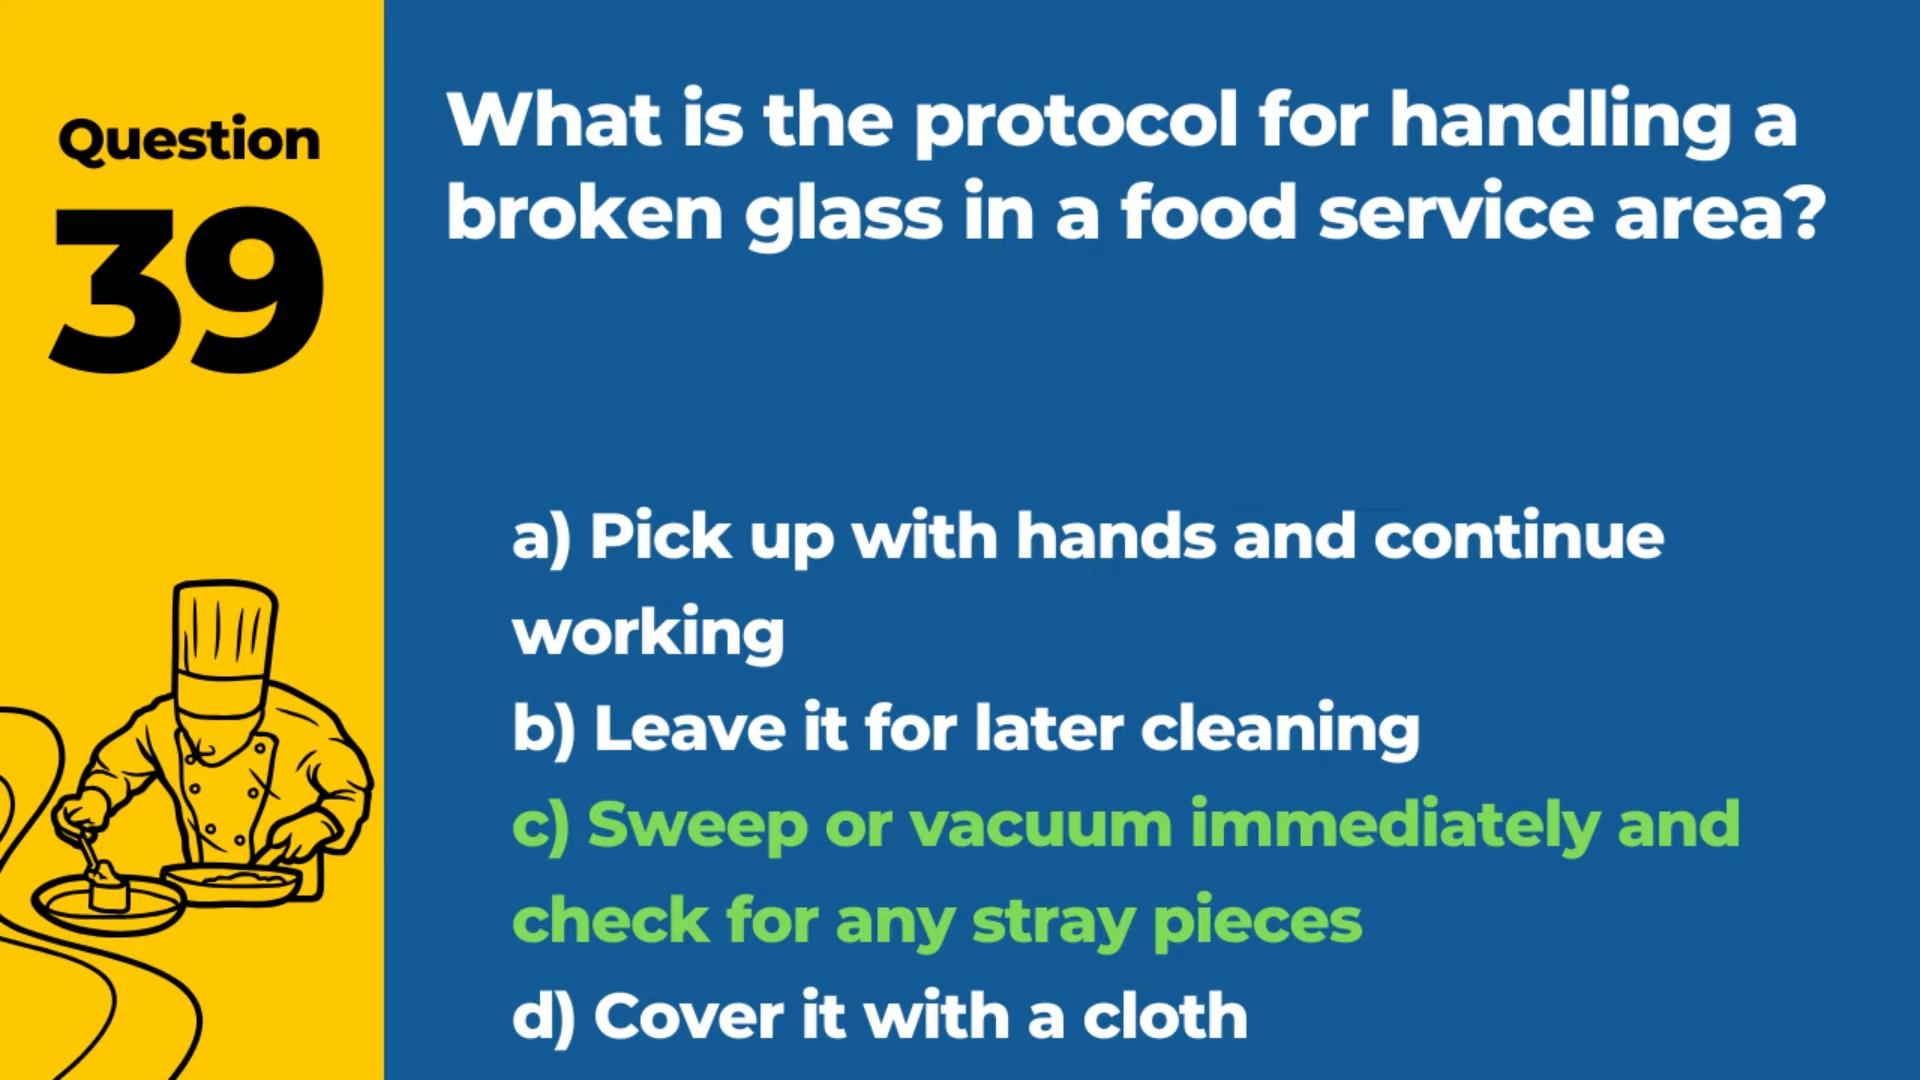 Question
39
What is the protocol for handling a
broken glass in a food service area?
a) Pick up with hands and continue
working
b) Leave it for later cleaning
c) Sweep or vacuum immediately and
check for any stray pieces
d) Cover it with a cloth